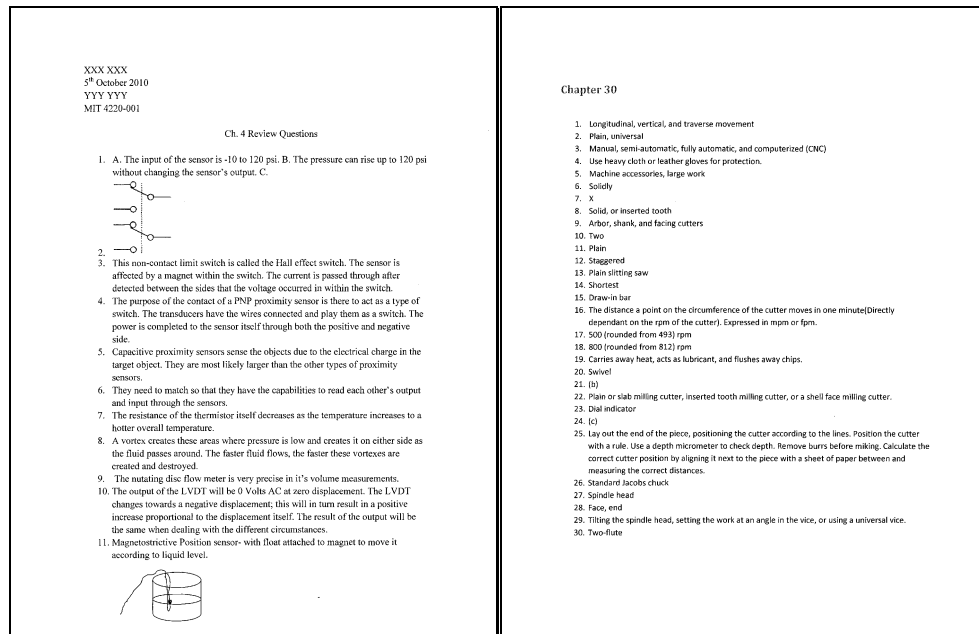 XXX XXX
5th October 2010
YYY YYY
MIT 4220-001
Ch. 4 Review Questions
1. A. The input of the sensor is -10 to 120 psi. B. The pressure can rise up to 120 psi
without changing the sensor's output. C.
2.
3. This non-contact limit switch is called the Hall effect switch. The sensor is
affected by a magnet within the switch. The current is passed through after
detected between the sides that the voltage occurred in within the switch.
4. The purpose of the contact of a PNP proximity sensor is there to act as a type of
switch. The transducers have the wires connected and play them as a switch. The
power is completed to the sensor itself through both the positive and negative
side.
5. Capacitive proximity sensors sense the objects due to the electrical charge in the
target object. They are most likely larger than the other types of proximity
sensors.
6. They need to match so that they have the capabilities to read each other's output
and input through the sensors.
7. The resistance of the thermistor itself decreases as the temperature increases to a
hotter overall temperature.
8. A vortex creates these areas where pressure is low and creates it on either side as
the fluid passes around. The faster fluid flows, the faster these vortexes are
created and destroyed.
9. The nutating disc flow meter is very precise in it's volume measurements.
10. The output of the LVDT will be 0 Volts AC at zero displacement. The LVDT
changes towards a negative displacement; this will in turn result in a positive
increase proportional to the displacement itself. The result of the output will be
the same when dealing with the different circumstances.
11. Magnetostrictive Position sensor- with float attached to magnet to move it
according to liquid level.
Chapter 30
1. Longitudinal, vertical, and traverse movement
2. Plain, universal
3. Manual, semi-automatic, fully automatic, and computerized (CNC)
4. Use heavy cloth or leather gloves for protection.
5. Machine accessories, large work
6. Solidly
7. X
8. Solid, or inserted tooth
9. Arbor, shank, and facing cutters
10. Two
11. Plain
12. Staggered
13. Plain slitting saw
14. Shortest
15. Draw-in bar
16. The distance a point on the circumference of the cutter moves in one minute(Directly
dependant on the rpm of the cutter). Expressed in mpm or fpm.
17. 500 (rounded from 493) rpm
18. 800 (rounded from 812) rpm
19. Carries away heat, acts as lubricant, and flushes away chips.
20. Swivel
21. (b)
22. Plain or slab milling cutter, inserted tooth milling cutter, or a shell face milling cutter.
23. Dial indicator
24. (c)
25. Lay out the end of the piece, positioning the cutter according to the lines. Position the cutter
with a rule. Use a depth micrometer to check depth. Remove burrs before miking. Calculate the
correct cutter position by aligning it next to the piece with a sheet of paper between and
measuring the correct distances.
26. Standard Jacobs chuck
27. Spindle head
28. Face, end
29. Tilting the spindle head, setting the work at an angle in the vice, or using a universal vice.
30. Two-flute